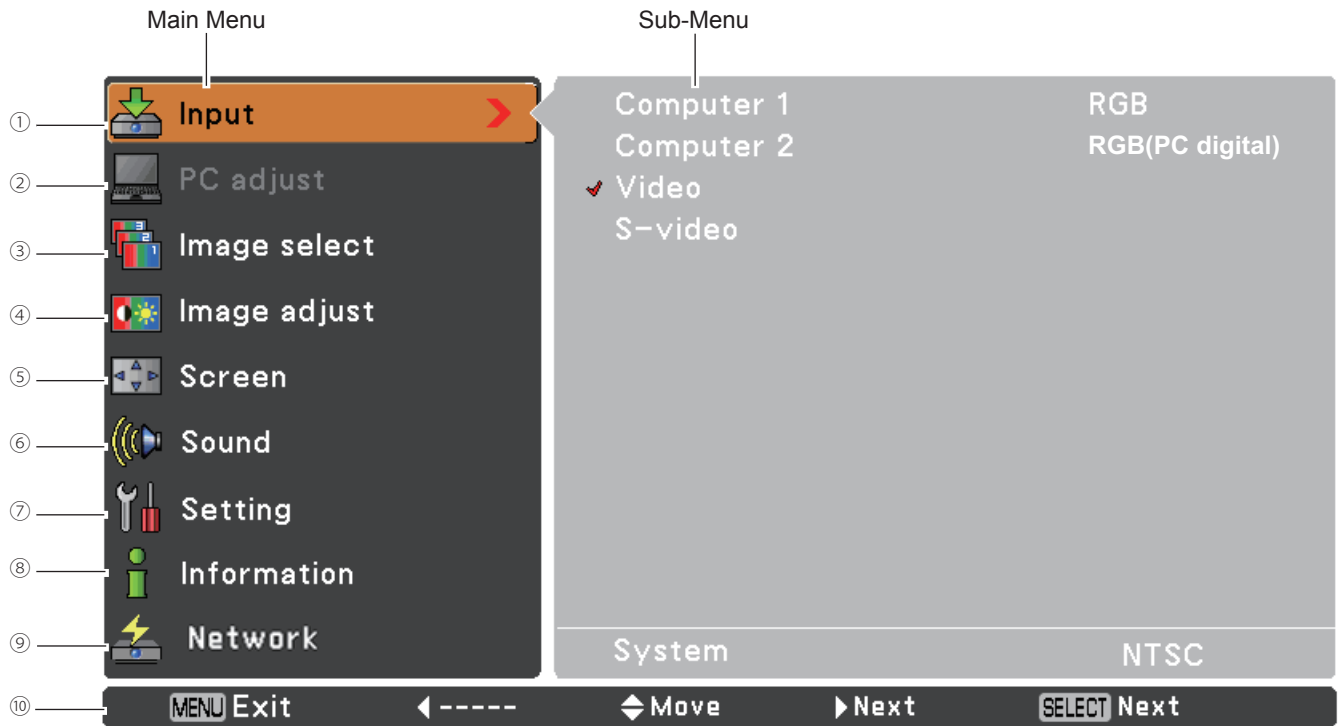 Main Menu Sub-Menu
① Input
② PC adjust
③ Image select
④ Image adjust
⑤ Screen
⑥ Sound
⑦ Setting
⑧ Information
⑨ Network
Computer 1 RGB
Computer 2 RGB(PC digital)
Video
S-video
System NTSC
⑩ MENU Exit ----- Move Next SELECT Next